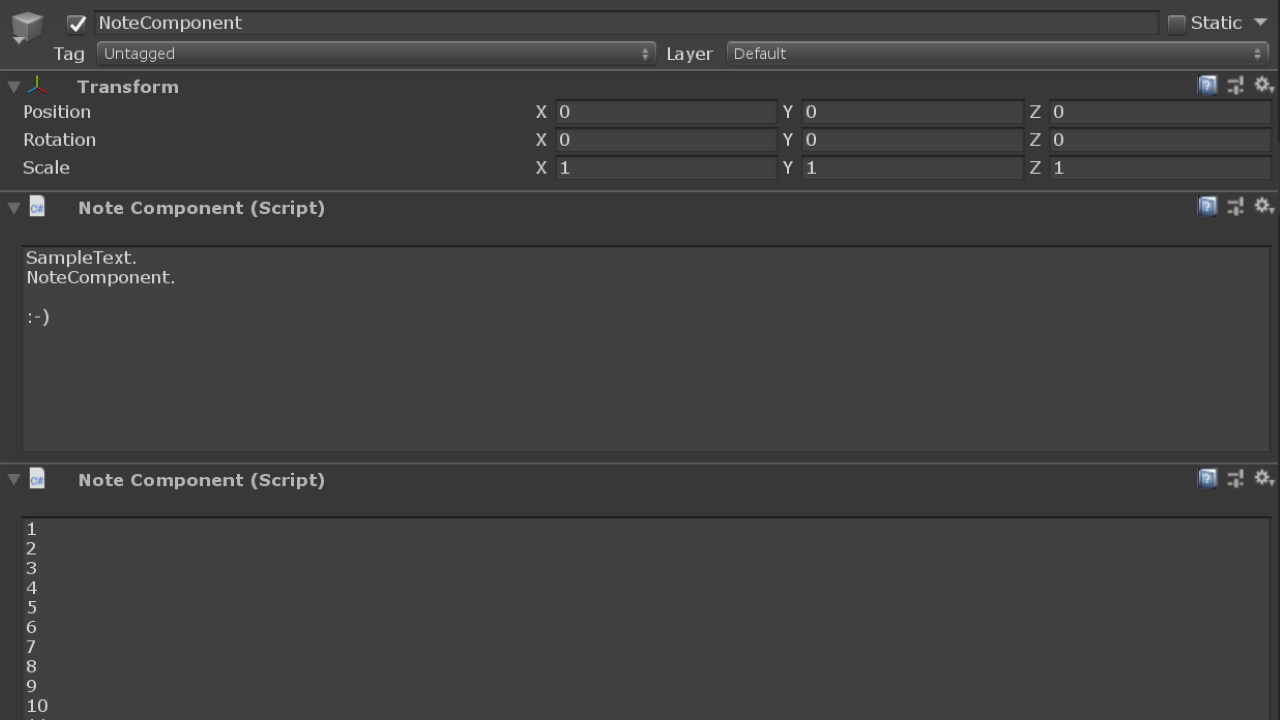 NoteComponent Static
Tag Untagged Layer Default
Transform
Position X 0 Y 0 Z 0
Rotation X 0 Y 0 Z 0
Scale X 1 Y 1 Z 1
Note Component (Script)
SampleText.
NoteComponent.
:-)
Note Component (Script)
1
2
3
4
5
6
7
8
9
10